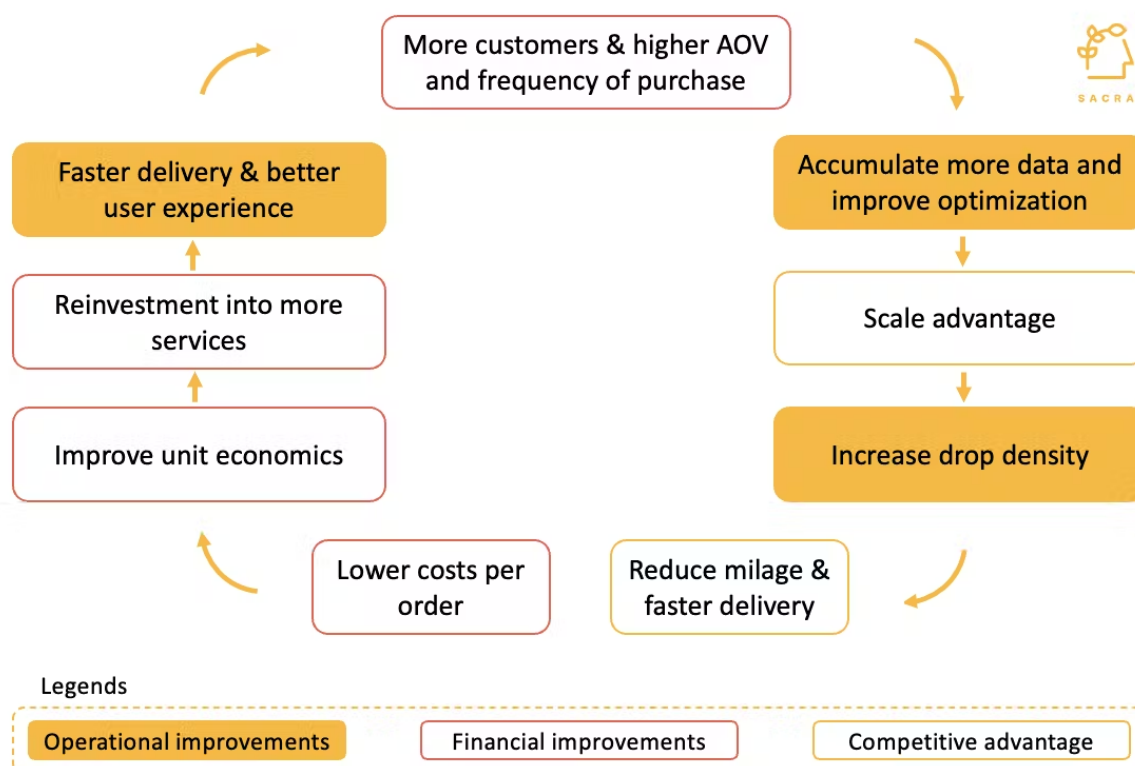 More customers & higher AOV
and frequency of purchase
SACRA
Faster delivery & better
user experience
Accumulate more data and
improve optimization
Reinvestment into more
services
Scale advantage
Improve unit economics
Increase drop density
Lower costs per
order
Reduce milage &
faster delivery
Legends
Operational improvements
Financial improvements
Competitive advantage